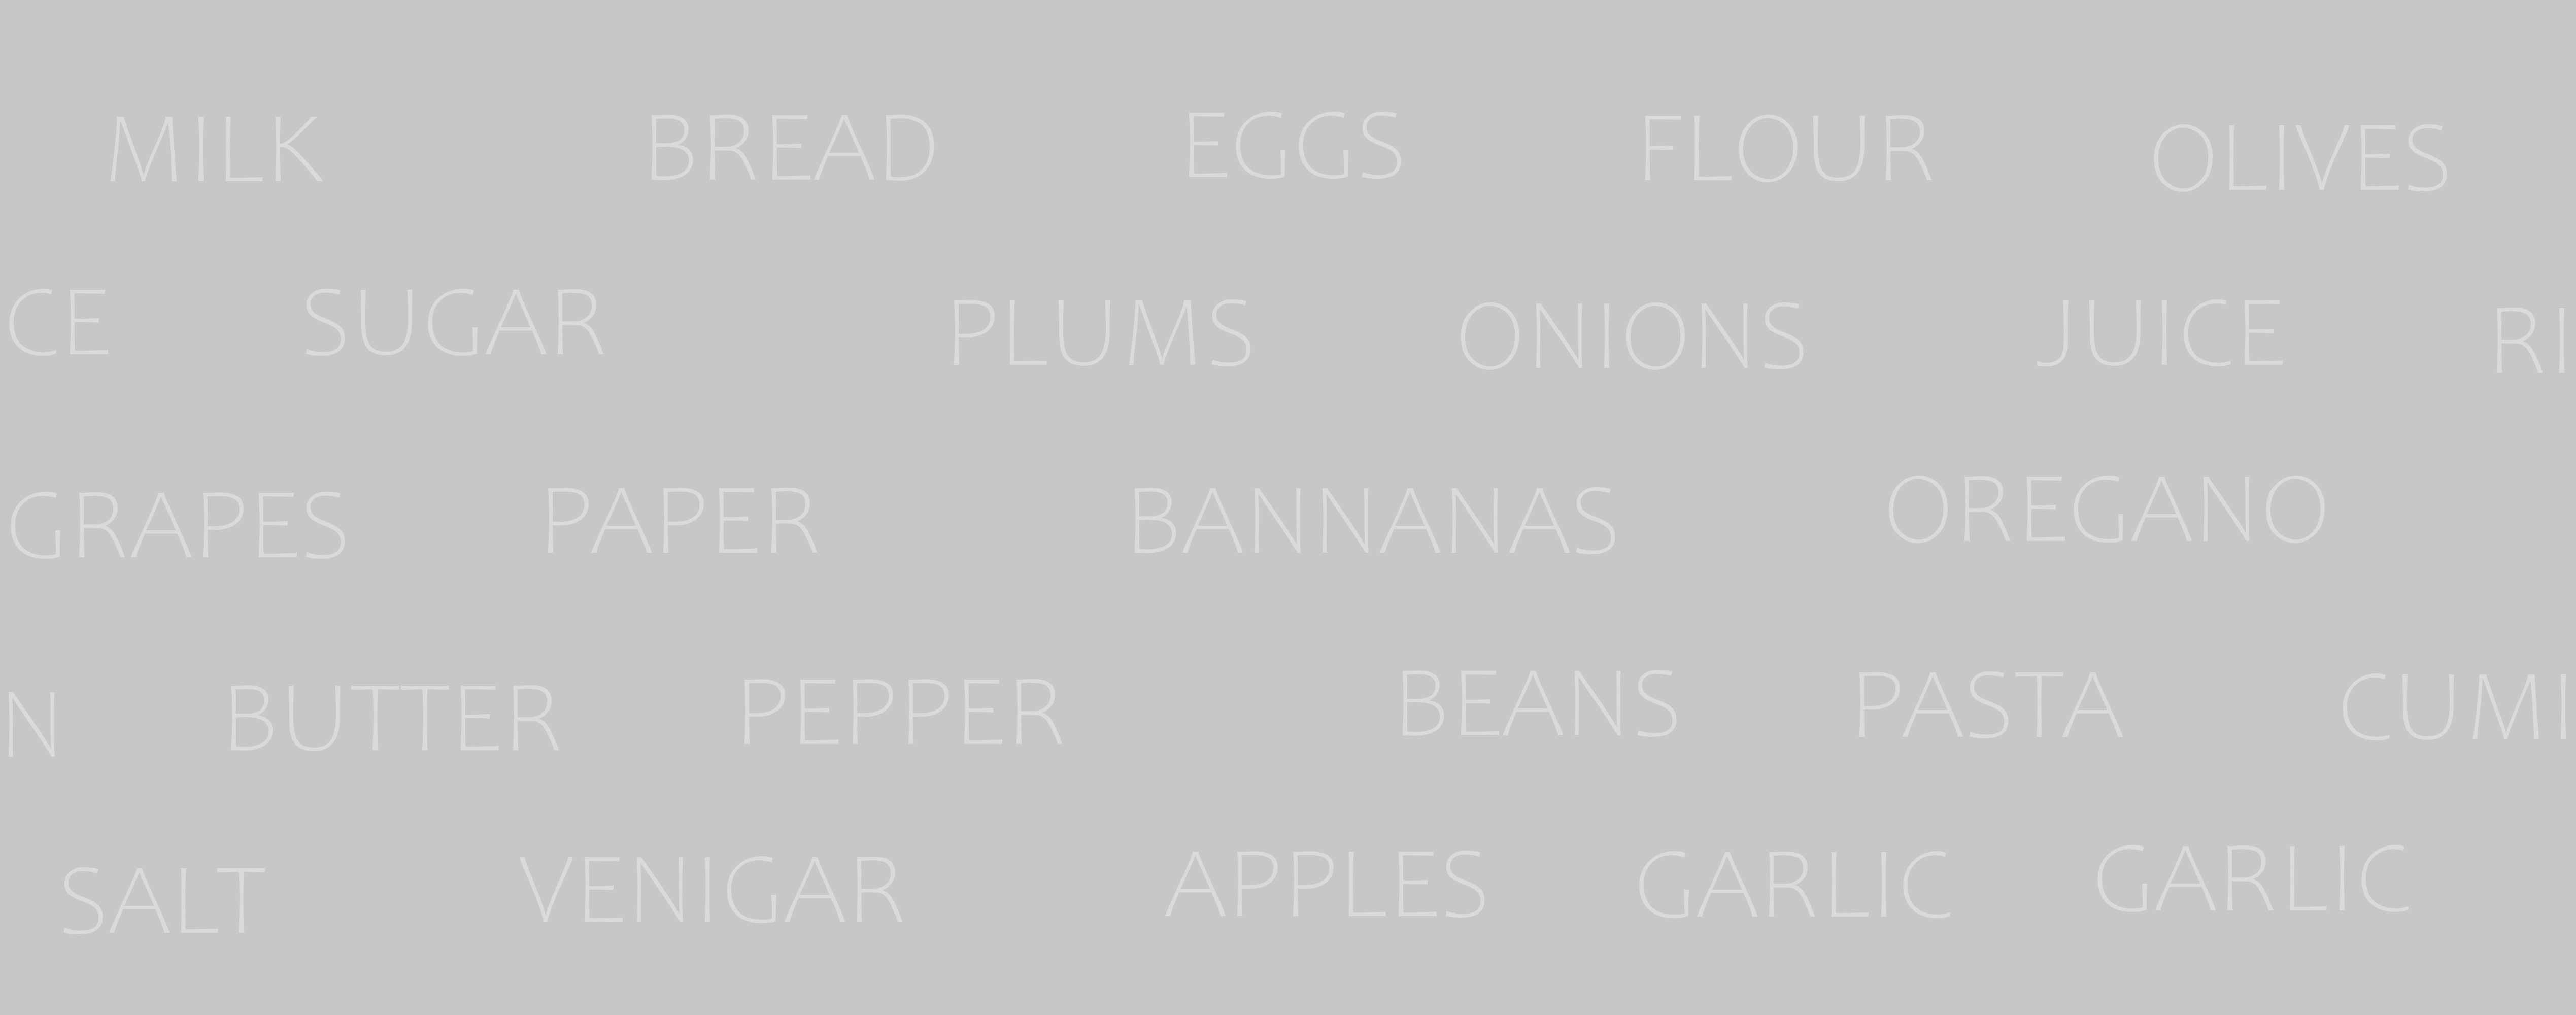 MILK BREAD EGGS FLOUR OLIVES
CE SUGAR PLUMS ONIONS JUICE RI
GRAPES PAPER BANNANAS OREGANO
N BUTTER PEPPER BEANS PASTA CUMI
SALT VENIGAR APPLES GARLIC GARLIC